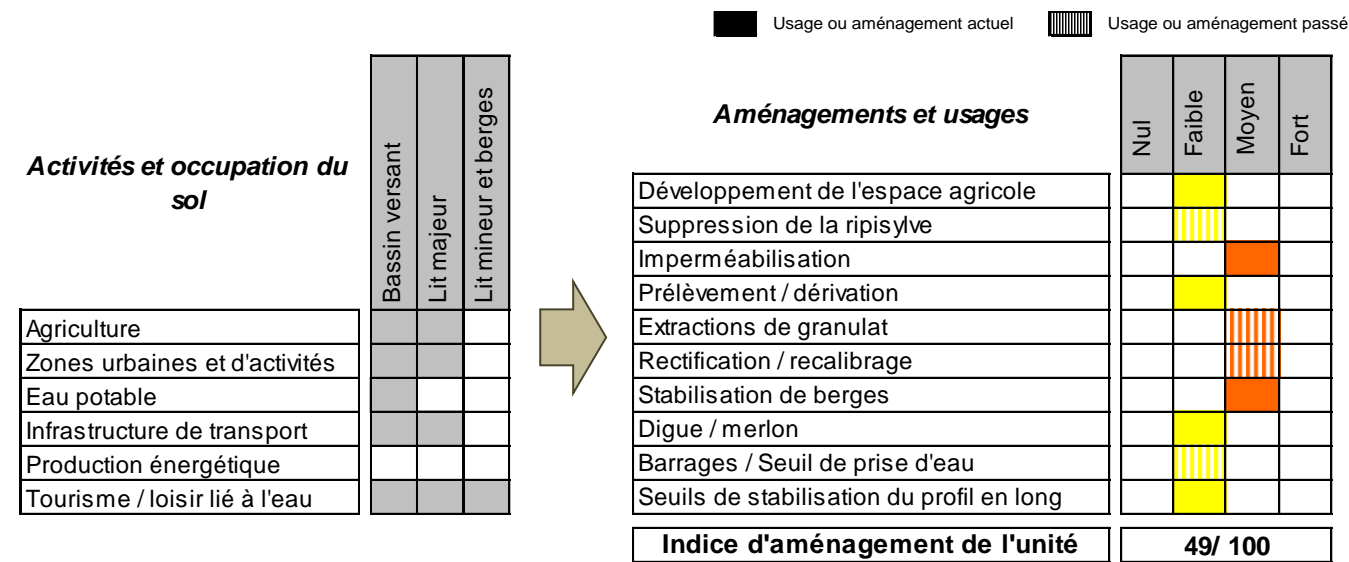 Usage ou aménagement actuel
Usage ou aménagement passé
Activités et occupation du
sol
Bassin versant
Lit majeur
Lit mineur et berges
Agriculture
Zones urbaines et d'activités
Eau potable
Infrastructure de transport
Production énergétique
Tourisme / loisir lié à l'eau
Aménagements et usages
Nul
Faible
Moyen
Fort
Développement de l'espace agricole
Suppression de la ripisylve
Imperméabilisation
Prélèvement / dérivation
Extractions de granulat
Rectification / recalibrage
Stabilisation de berges
Digue / merlon
Barrages / Seuil de prise d'eau
Seuils de stabilisation du profil en long
Indice d'aménagement de l'unité
49/ 100